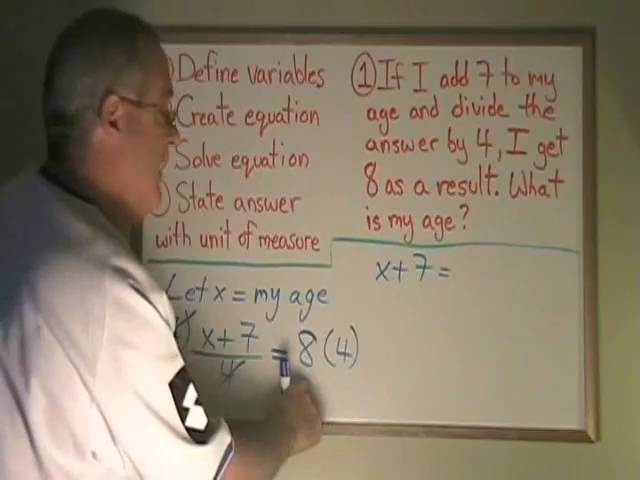 Define variables
Create equation
Solve equation
State answer
with unit of measure
① If I add 7 to my
age and divide the
answer by 4, I get
8 as a result. What
is my age?
Let x = my age
x+7
4
= 8 (4)
x+7 =